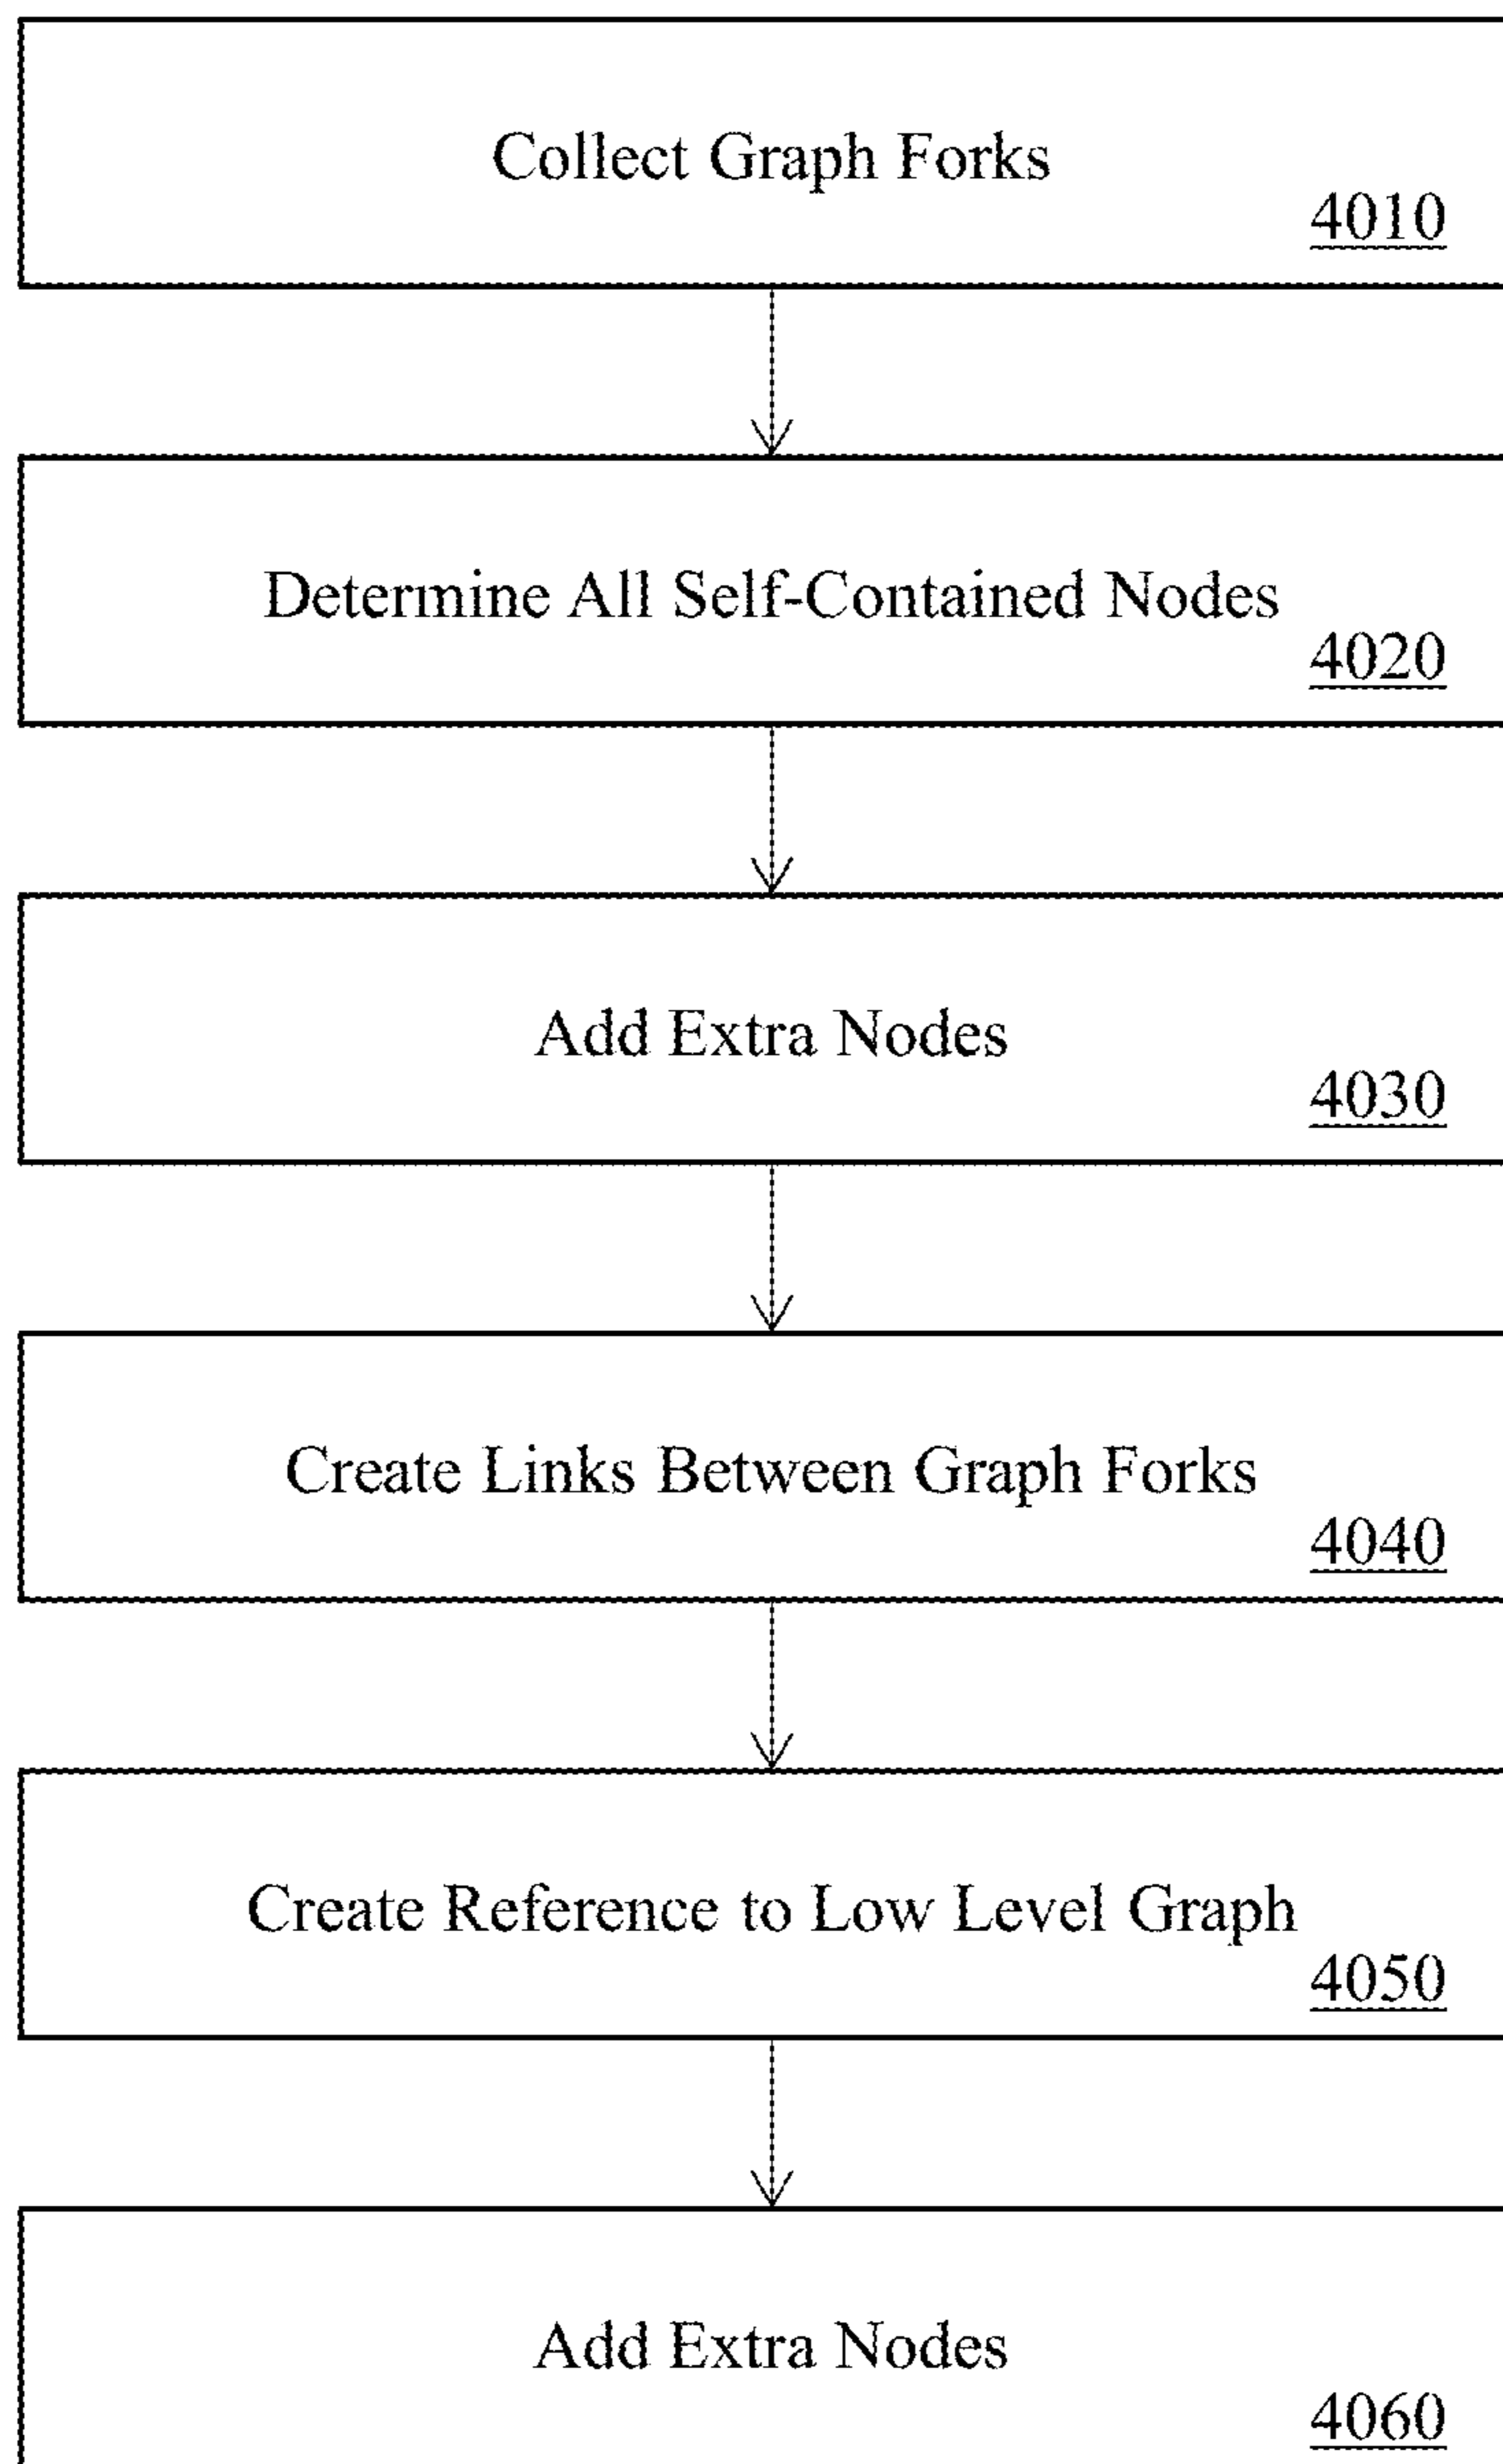 Collect Graph Forks
4010
Determine All Self-Contained Nodes
4020
Add Extra Nodes
4030
Create Links Between Graph Forks
4040
Create Reference to Low Level Graph
4050
Add Extra Nodes
4060